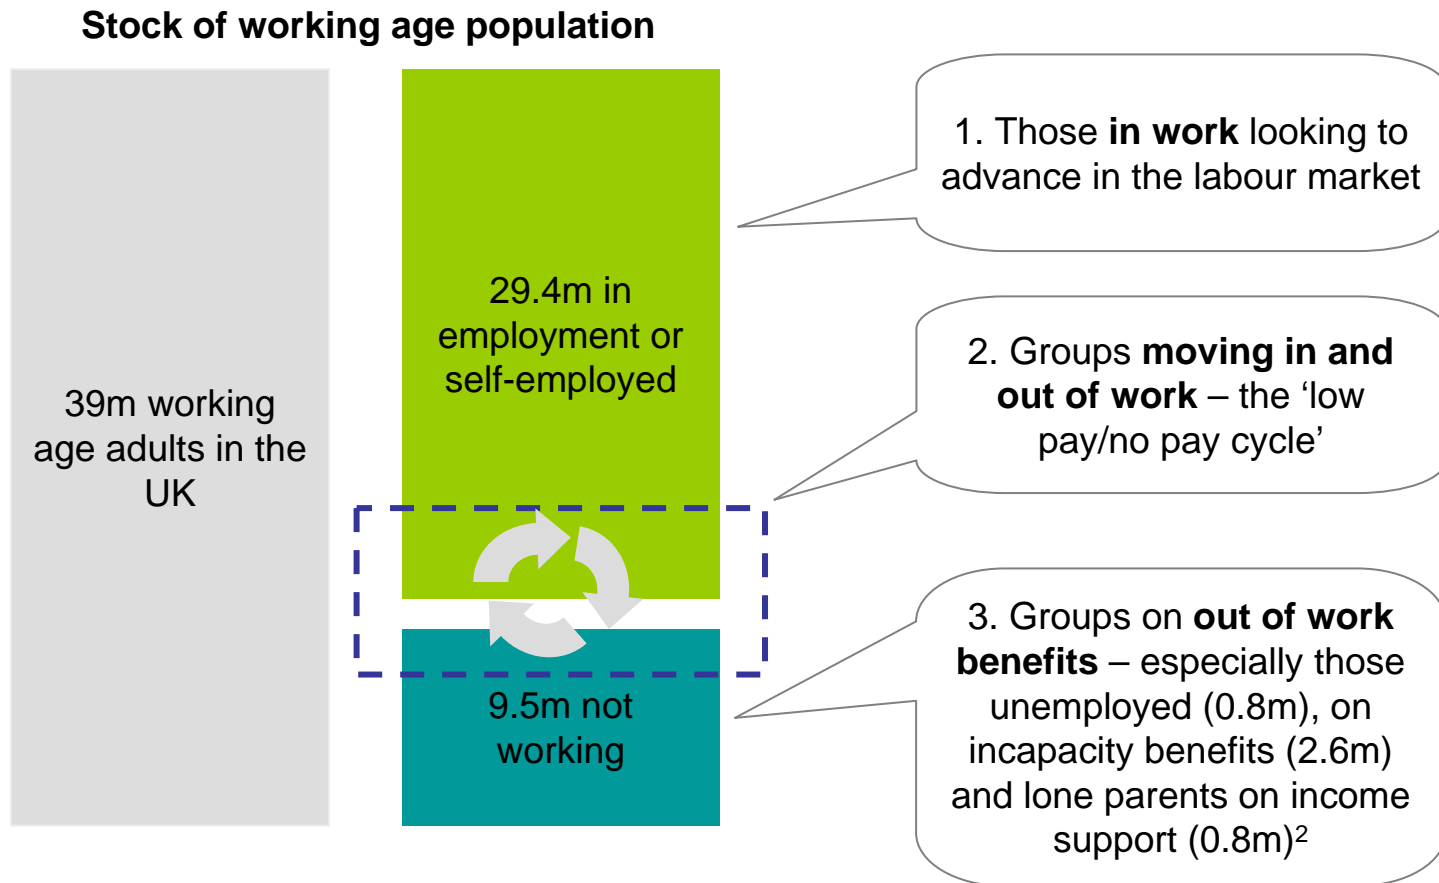 Stock of working age population
39m working
age adults in the
UK
29.4m in
employment or
self-employed
9.5m not
working
1. Those in work looking to
advance in the labour market
2. Groups moving in and
out of work – the ‘low
pay/no pay cycle’
3. Groups on out of work
benefits – especially those
unemployed (0.8m), on
incapacity benefits (2.6m)
and lone parents on income
support (0.8m)²